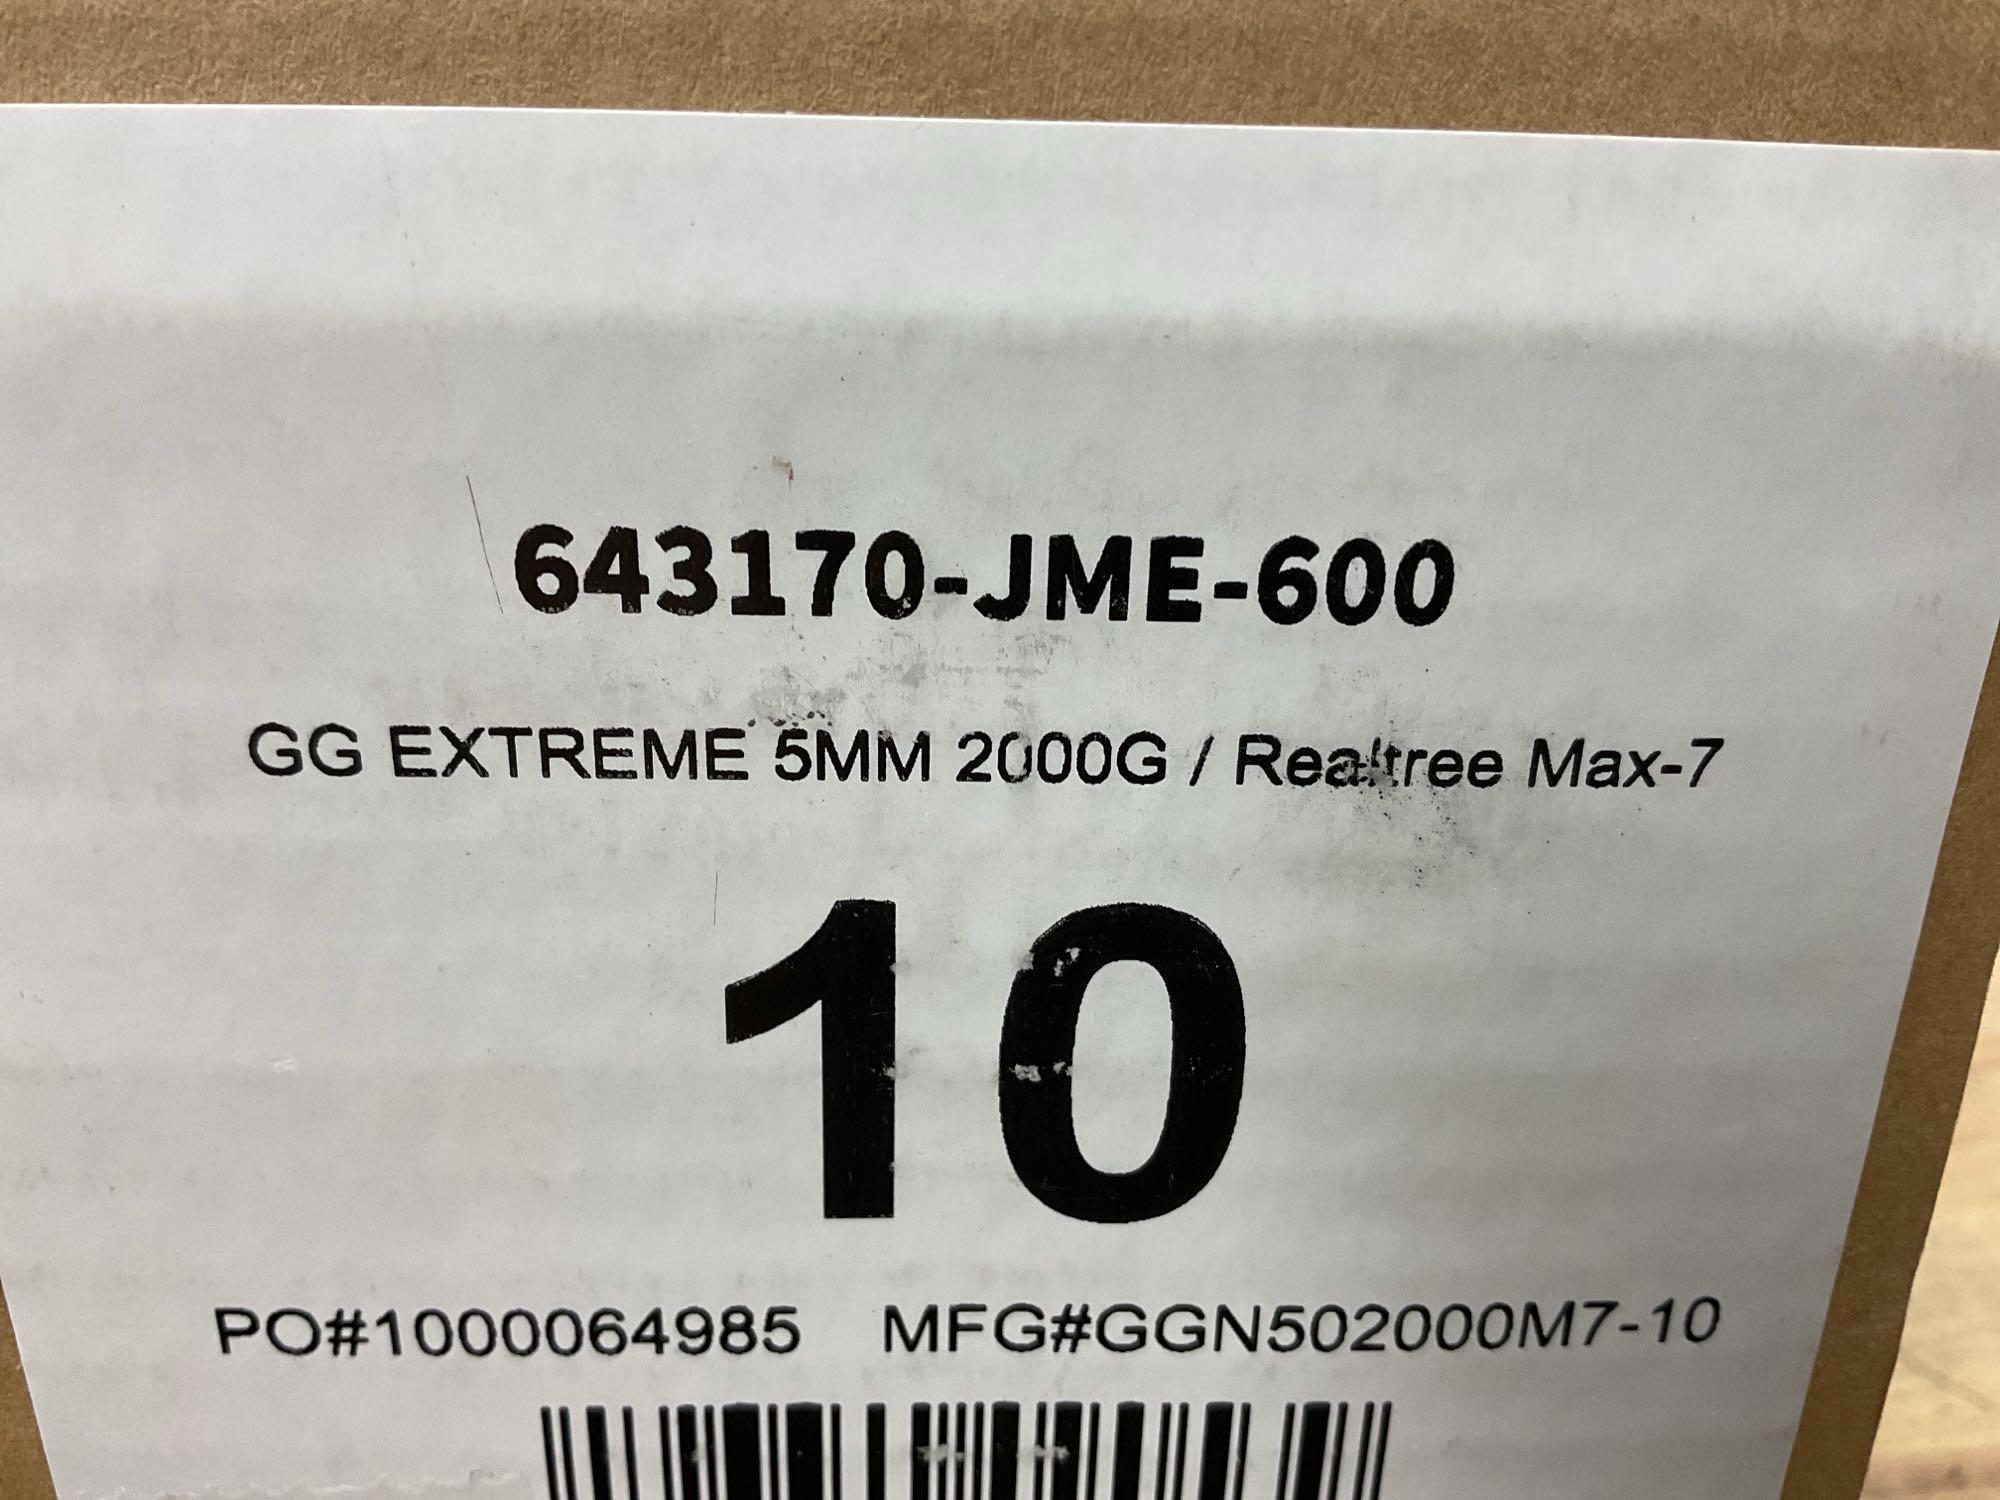 643170-JME-600
GG EXTREME 5MM 2000G / Realtree Max-7
10
PO#1000064985 MFG#GGN502000M7-10